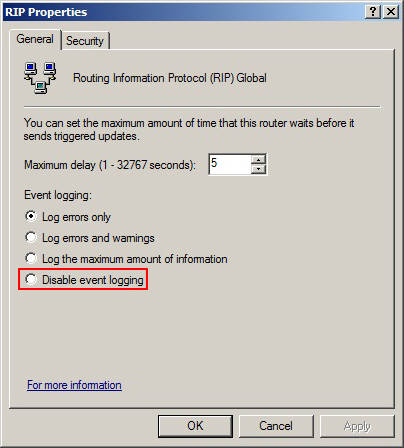 RIP Properties
General
Security
Routing Information Protocol (RIP) Global
You can set the maximum amount of time that this router waits before it
sends triggered updates.
Maximum delay (1 - 32767 seconds): 5
Event logging:
Log errors only
Log errors and warnings
Log the maximum amount of information
Disable event logging
For more information
OK
Cancel
Apply